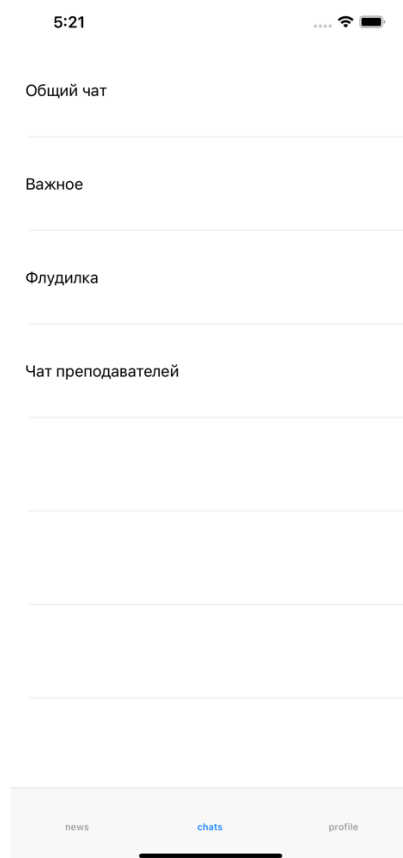 5:21
Общий чат
Важное
Флудилка
Чат преподавателей
news chats profile